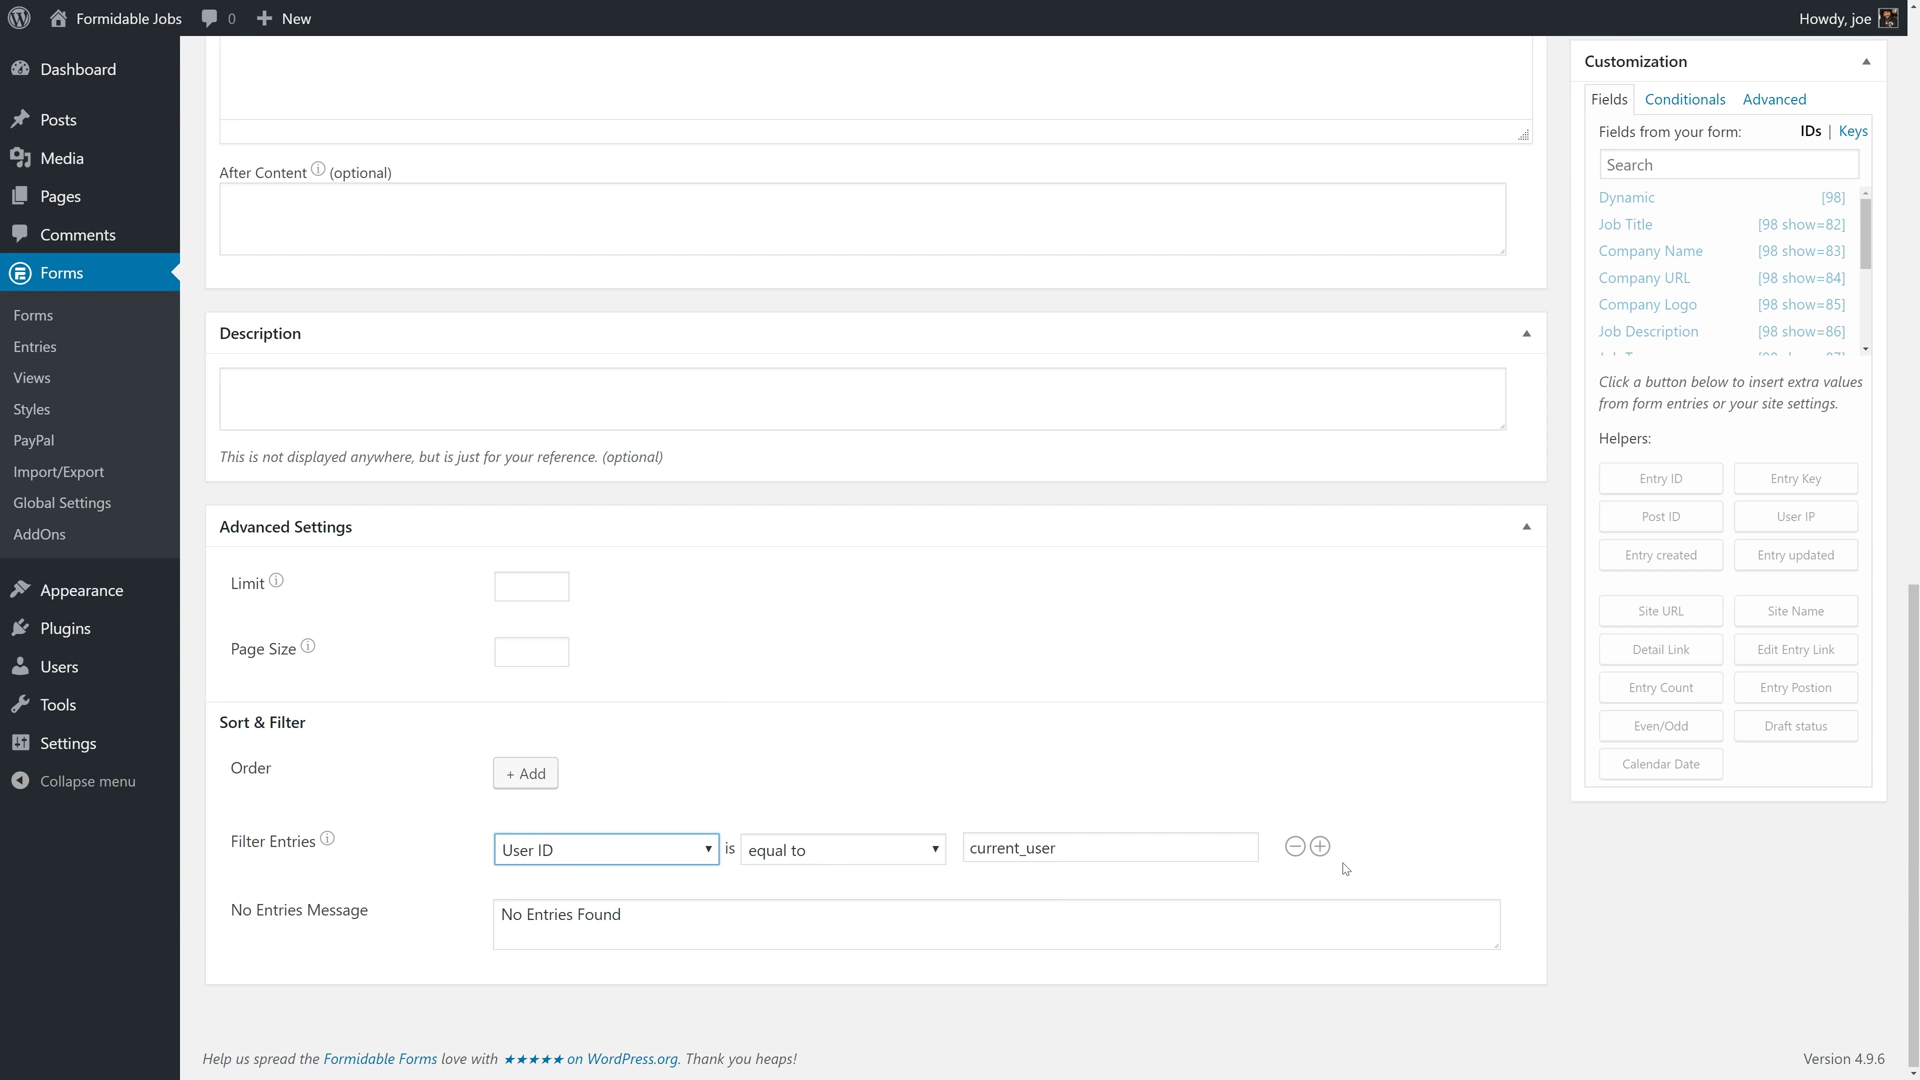 Formidable Jobs 0 + New Howdy, joe
Dashboard
Posts
Media
Pages
Comments
Forms
Forms
Entries
Views
Styles
PayPal
Import/Export
Global Settings
AddOns
Appearance
Plugins
Users
Tools
Settings
Collapse menu
After Content (optional)
Description
This is not displayed anywhere, but is just for your reference. (optional)
Advanced Settings
Limit
Page Size
Sort & Filter
Order + Add
Filter Entries User ID is equal to current_user
No Entries Message No Entries Found
Help us spread the Formidable Forms love with ★★★★★ on WordPress.org. Thank you heaps!
Version 4.9.6
Customization
Fields Conditionals Advanced
Fields from your form: IDs | Keys
Search
Dynamic [98]
Job Title [98 show=82]
Company Name [98 show=83]
Company URL [98 show=84]
Company Logo [98 show=85]
Job Description [98 show=86]
Click a button below to insert extra values
from form entries or your site settings.
Helpers:
Entry ID Entry Key
Post ID User IP
Entry created Entry updated
Site URL Site Name
Detail Link Edit Entry Link
Entry Count Entry Postion
Even/Odd Draft status
Calendar Date